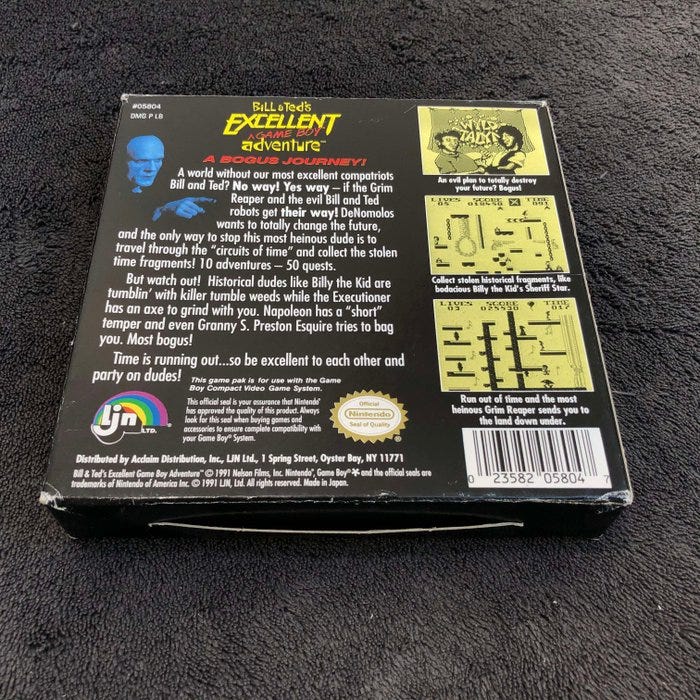 #05804
DMG P LB
BILL & TED'S
EXCELLENT
A GAME BOY
adventure™
A BOGUS JOURNEY!
A world without our most excellent compatriots
Bill and Ted? No way! Yes way – if the Grim
Reaper and the evil Bill and Ted
robots get their way! DeNomolos
wants to totally change the future,
and the only way to stop this most heinous dude is to
travel through the "circuits of time" and collect the stolen
time fragments! 10 adventures – 50 quests.
But watch out! Historical dudes like Billy the Kid are
tumblin' with killer tumble weeds while the Executioner
has an axe to grind with you. Napoleon has a "short"
temper and even Granny S. Preston Esquire tries to bag
you. Most bogus!
Time is running out...so be excellent to each other and
party on dudes!
This game pak is for use with the Game
Boy Compact Video Game System.
ljn
LTD.
This official seal is your assurance that Nintendo®
has approved the quality of this product. Always
look for this seal when buying games and
accessories to ensure complete compatibility with
your Game Boy® System.
Official
Nintendo
Seal of Quality
Distributed by Acclaim Distribution, Inc., LJN Ltd., 1 Spring Street, Oyster Bay, NY 11771
Bill & Ted's Excellent Game Boy Adventure™ © 1991 Nelson Films, Inc. Nintendo®, Game Boy® and the official seals are
trademarks of Nintendo of America Inc. © 1991 LJN, Ltd. All rights reserved. Made in Japan.
WYLD
An evil plan to totally destroy
your future? Bogus!
LIVES SCORE TIME
05 018450 091
Collect stolen historical fragments, like
bodacious Billy the Kid's Sheriff Star.
LIVES SCORE TIME
03 025830 017
Run out of time and the most
heinous Grim Reaper sends you to
the land down under.
0 23582 05804 7